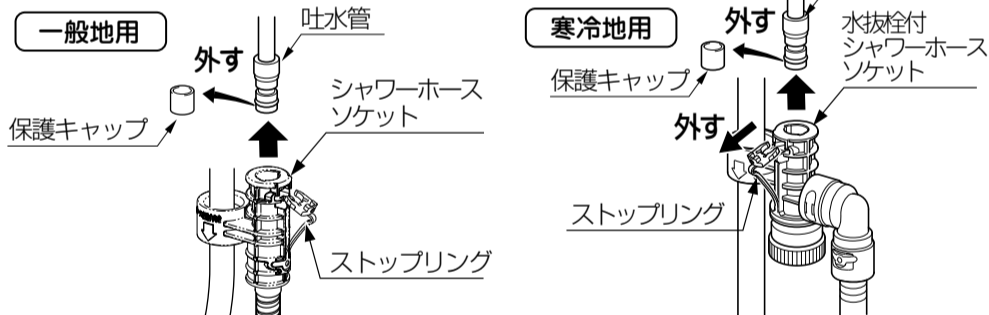 一般地用
吐水管
外す
シャワーホース
ソケット
保護キャップ
ストップリング
寒冷地用
外す
水抜栓付
シャワーホース
ソケット
保護キャップ
外す
ストップリング